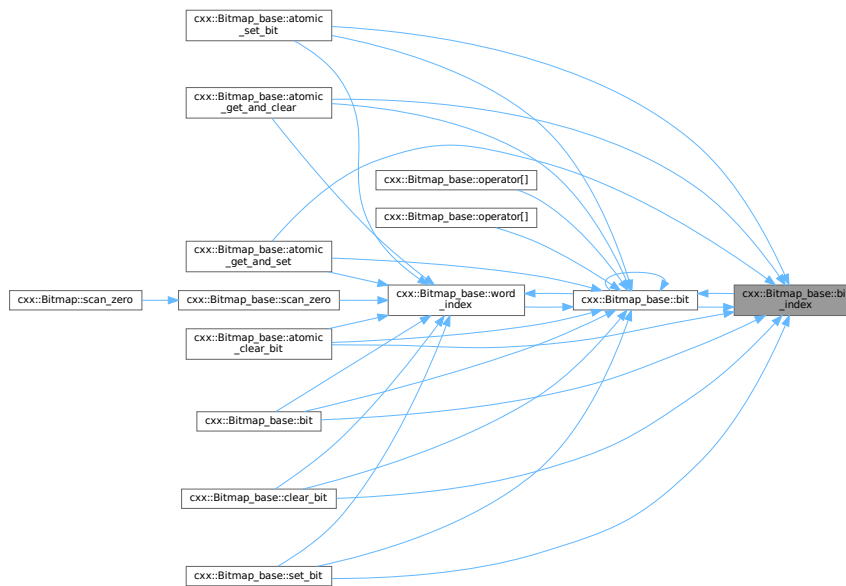 cxx::Bitmap_base::atomic
_set_bit
cxx::Bitmap_base::atomic
_get_and_clear
cxx::Bitmap_base::operator[]
cxx::Bitmap_base::operator[]
cxx::Bitmap_base::atomic
_get_and_set
cxx::Bitmap::scan_zero
cxx::Bitmap_base::scan_zero
cxx::Bitmap_base::word
_index
cxx::Bitmap_base::bit
cxx::Bitmap_base::bi
_index
cxx::Bitmap_base::atomic
_clear_bit
cxx::Bitmap_base::bit
cxx::Bitmap_base::clear_bit
cxx::Bitmap_base::set_bit